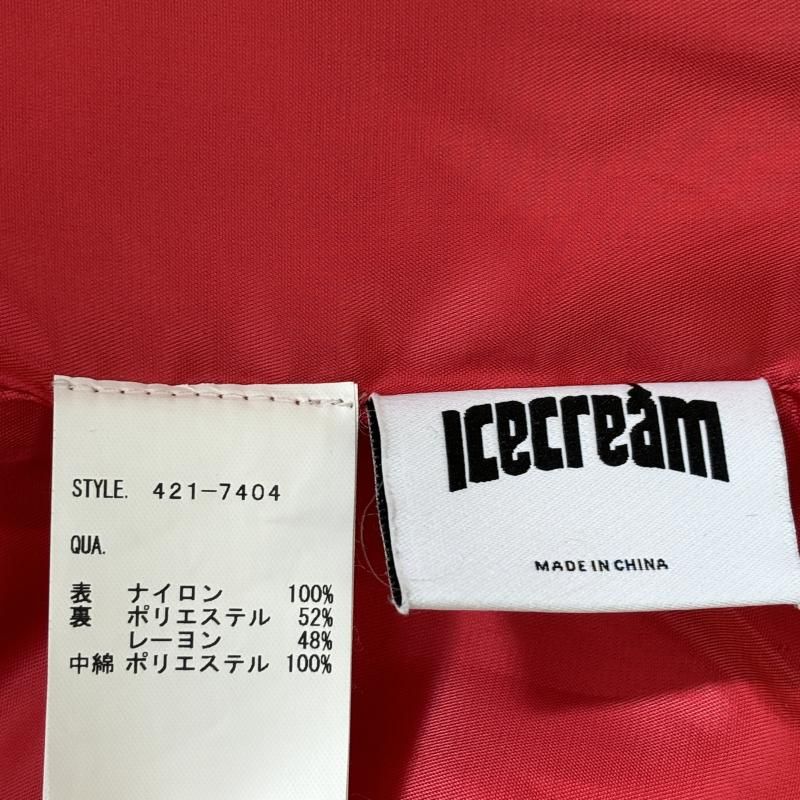 STYLE. 421-7404
QUA.
表 ナイロン 100%
裏 ポリエステル 52%
レーヨン 48%
中綿 ポリエステル 100%
Icecream
MADE IN CHINA